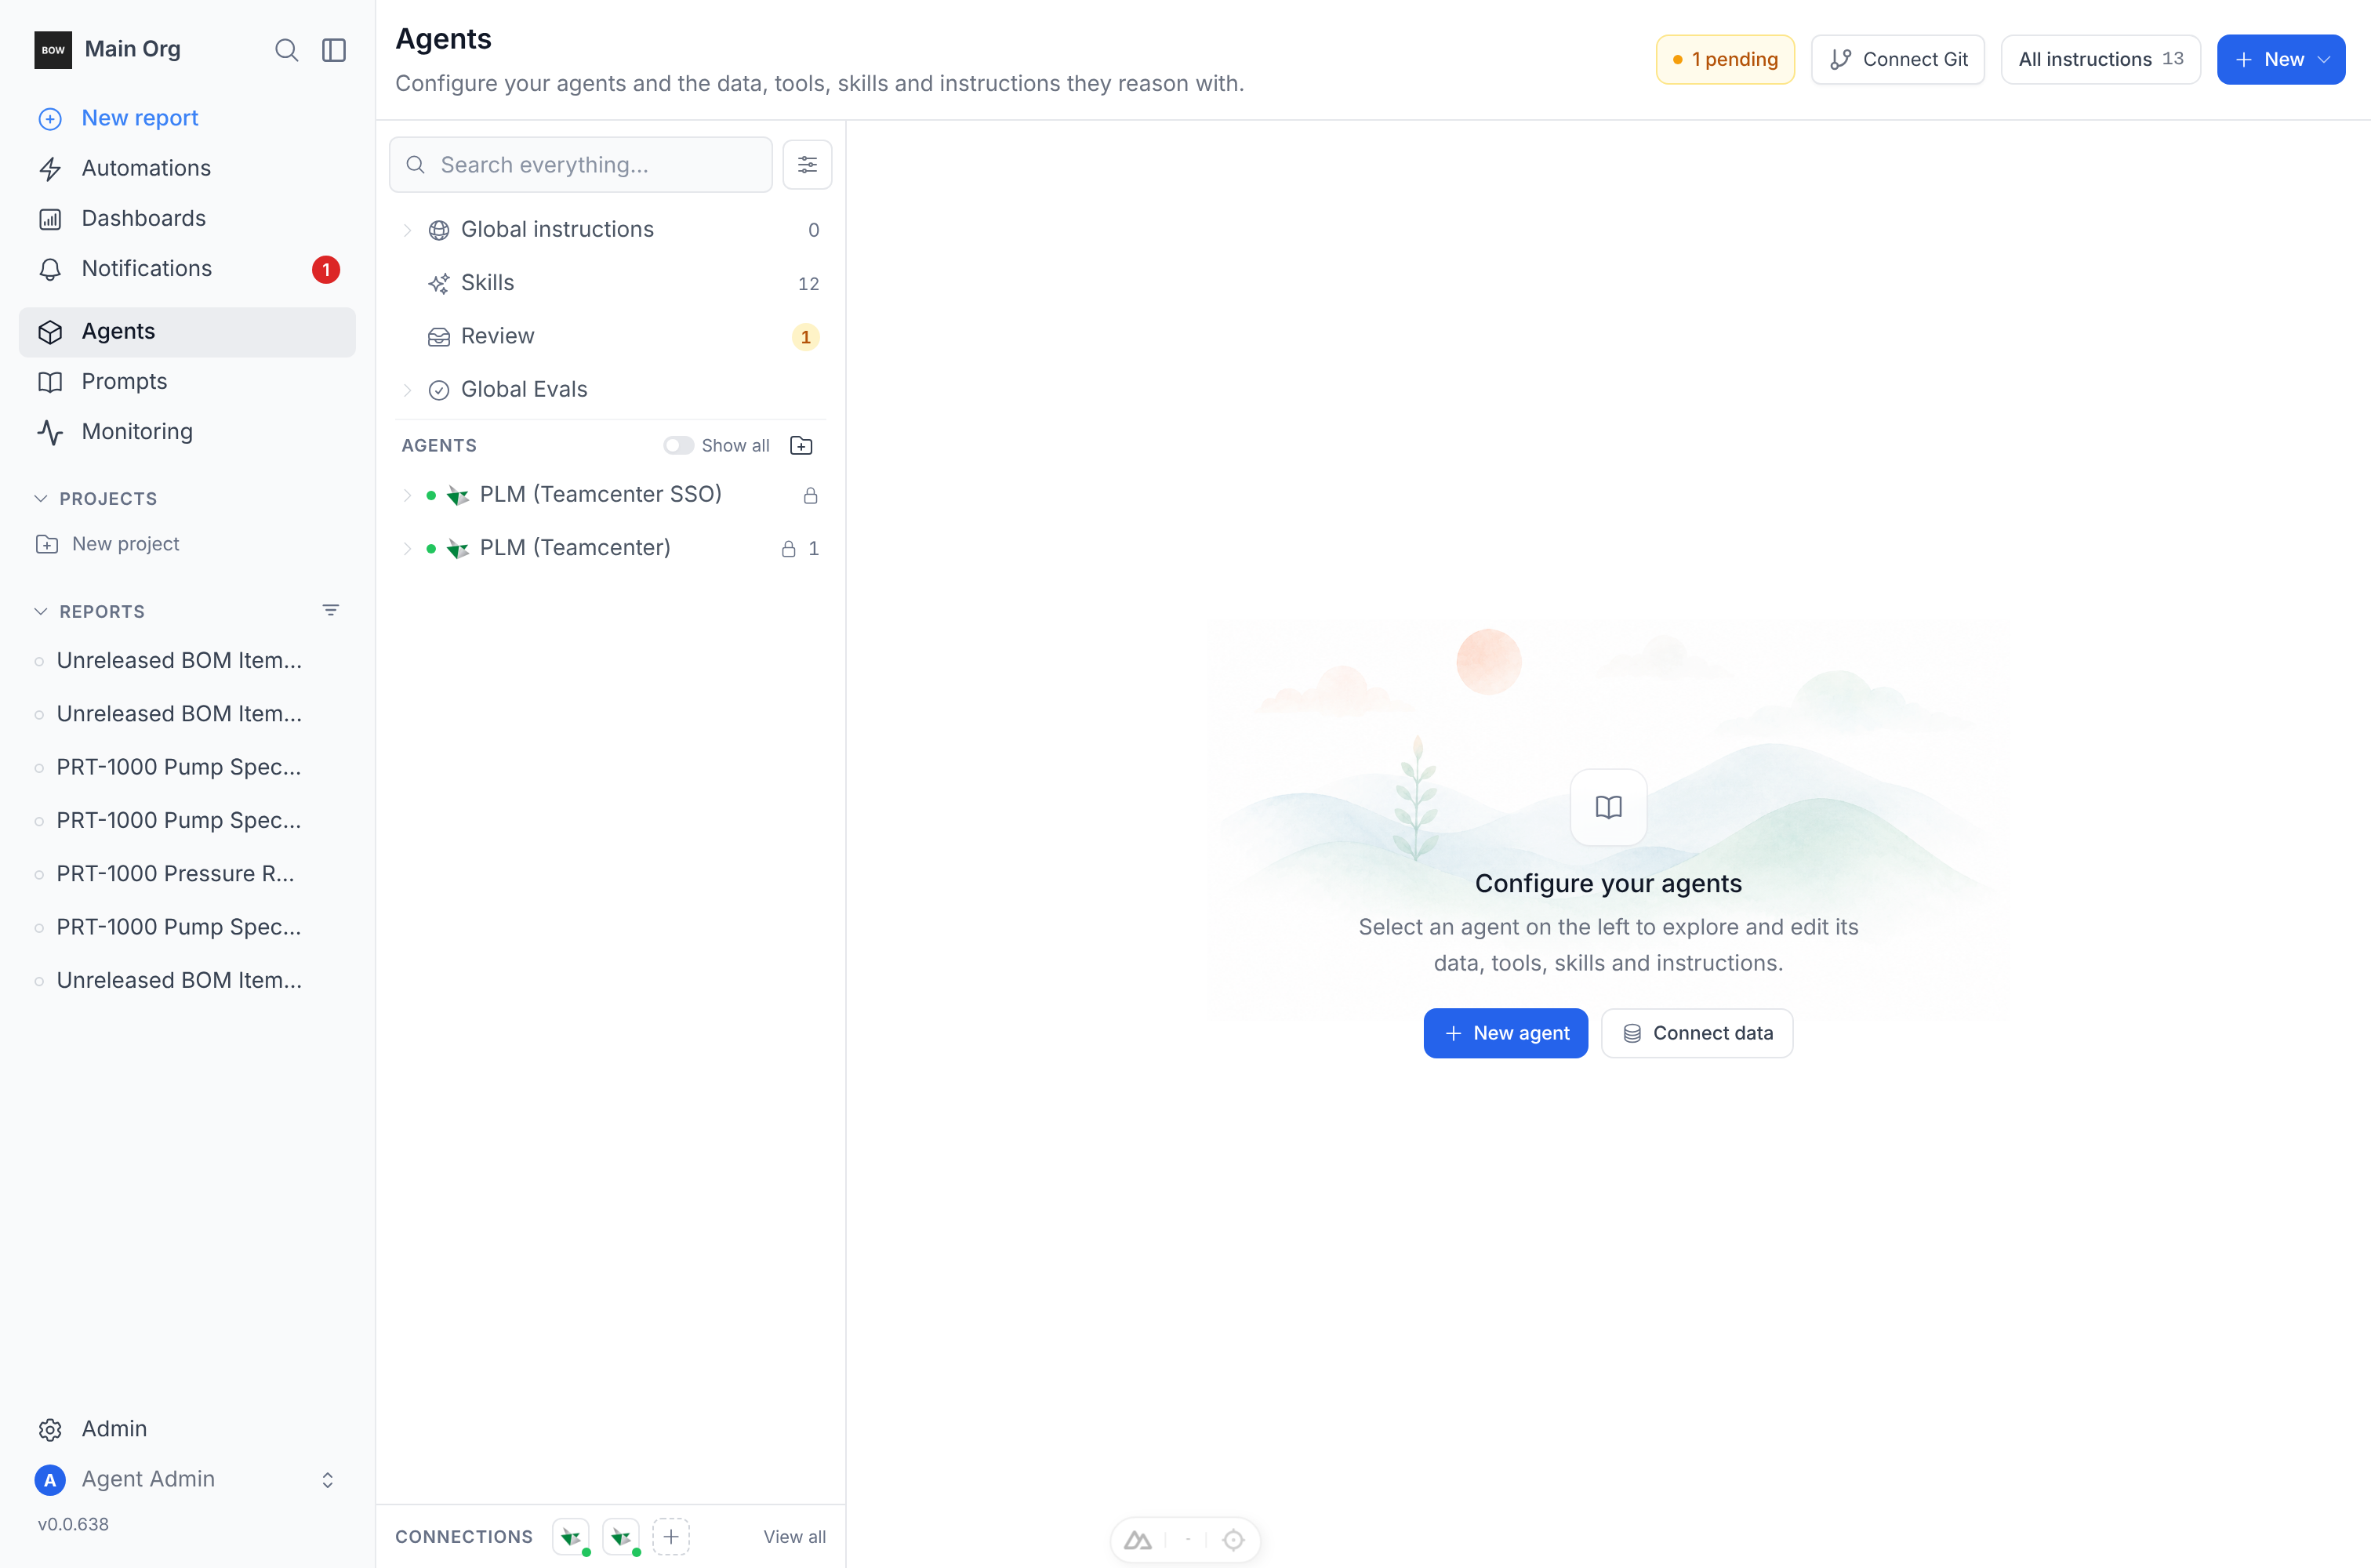 BOW Main Org
New report
Automations
Dashboards
Notifications 1
Agents
Prompts
Monitoring
PROJECTS
New project
REPORTS
Unreleased BOM Item...
Unreleased BOM Item...
PRT-1000 Pump Spec...
PRT-1000 Pump Spec...
PRT-1000 Pressure R...
PRT-1000 Pump Spec...
Unreleased BOM Item...
Admin
A Agent Admin
v0.0.638
Agents
Configure your agents and the data, tools, skills and instructions they reason with.
1 pending
Connect Git
All instructions 13
New
Search everything...
Global instructions 0
Skills 12
Review 1
Global Evals
AGENTS Show all
PLM (Teamcenter SSO)
PLM (Teamcenter) 1
CONNECTIONS View all
Configure your agents
Select an agent on the left to explore and edit its
data, tools, skills and instructions.
New agent
Connect data
-